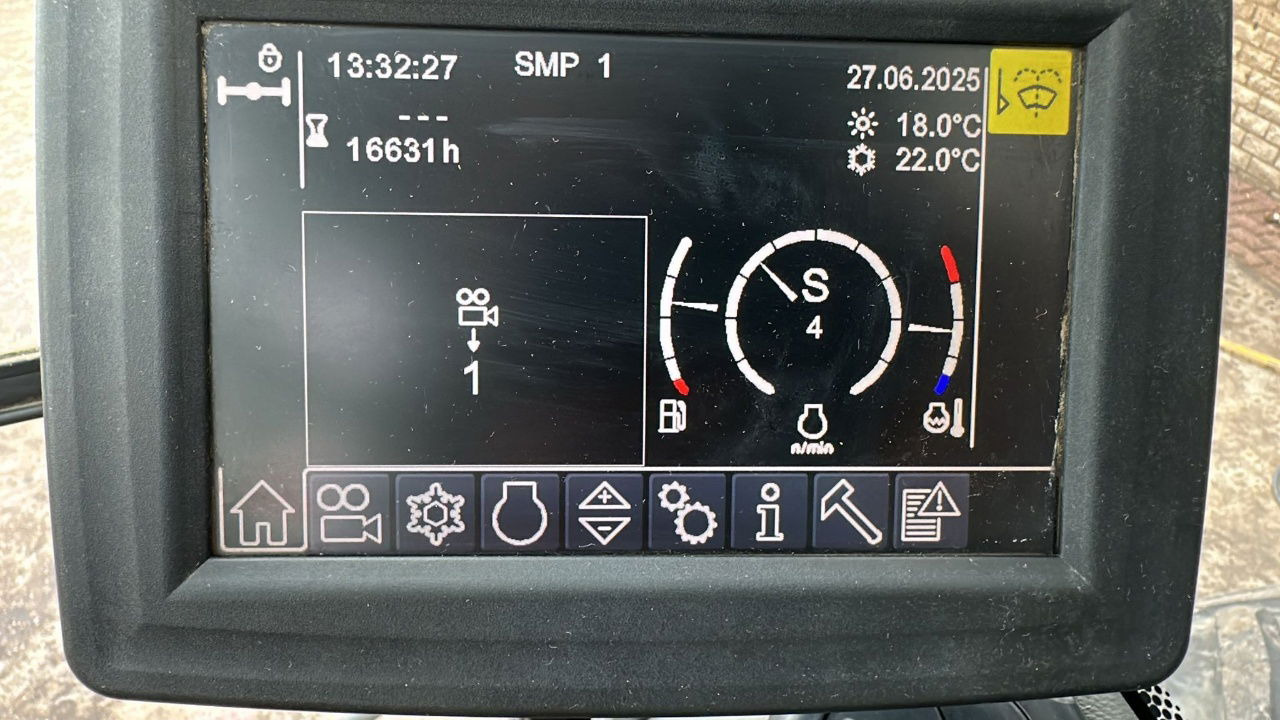 13:32:27 SMP 1
27.06.2025
---
18.0°C
16631h
22.0°C
S
4
1
n/min